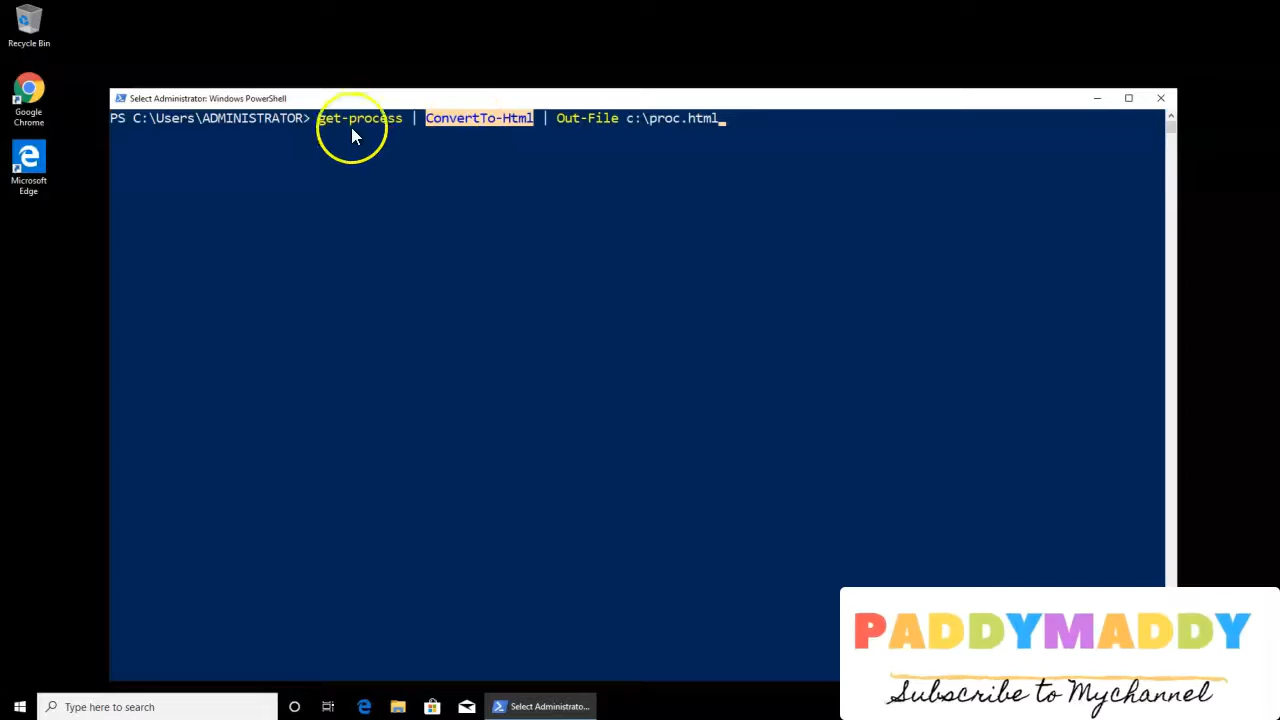 Recycle Bin
Google
Chrome
Microsoft
Edge
Select Administrator: Windows PowerShell
PS C:\Users\ADMINISTRATOR> get-process | ConvertTo-Html | Out-File c:\proc.html_
PADDYMADDY
Subscribe to Mychannel
Type here to search
Select Administrato...